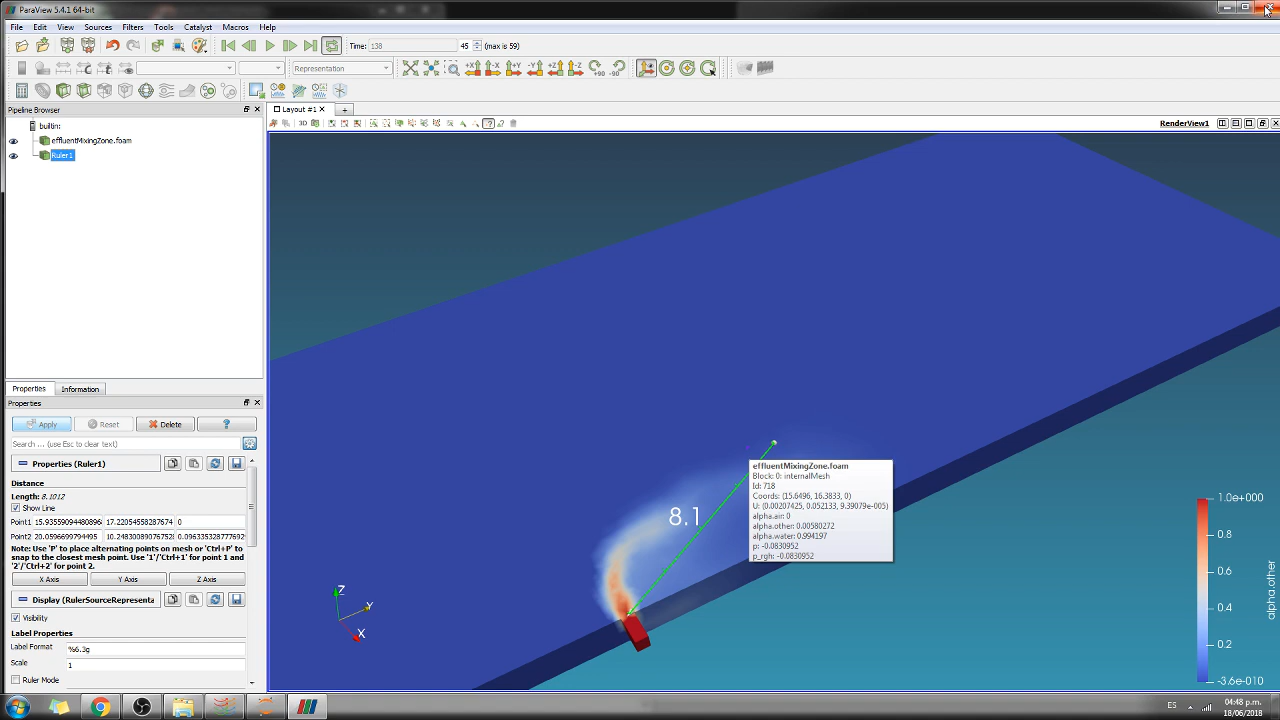 ParaView 5.4.1 64-bit
File Edit View Sources Filters Tools Catalyst Macros Help
Time: 138 45 (max is 59)
Representation
+X -X +Y -Y +Z -Z +90 -90
Pipeline Browser
Layout #1
builtin:
3D
RenderView1
effluentMixingZone.foam
Ruler1
8.1
effluentMixingZone.foam
Block: 0: internalMesh
Id: 718
Coords: (15.6496, 16.3833, 0)
U: (0.00207425, 0.052133, 9.39079e-005)
alpha.air: 0
alpha.other: 0.00580272
alpha.water: 0.994197
p: -0.0830952
p_rgh: -0.0830952
Properties Information
Properties
Apply Reset Delete ?
Search ... (use Esc to clear text)
Properties (Ruler1)
Distance
Length: 8.1012
Show Line
Point1 15.93559094480896 17.22054558287674 0
Point2 20.0596699794495 10.24830089076752 0.096335383277769
Note: Use 'P' to place alternating points on mesh or 'Ctrl+P' to
snap to the closest mesh point. Use '1'/'Ctrl+1' for point 1 and
'2'/'Ctrl+2' for point 2.
X Axis Y Axis Z Axis
Display (RulerSourceRepresenta
Visibility
Label Properties
Label Format %6.3g
Scale 1
Ruler Mode
Z
Y
X
1.0e+000
0.8
0.6
0.4
0.2
-3.6e-010
alpha.other
ES
04:48 p.m.
18/06/2018